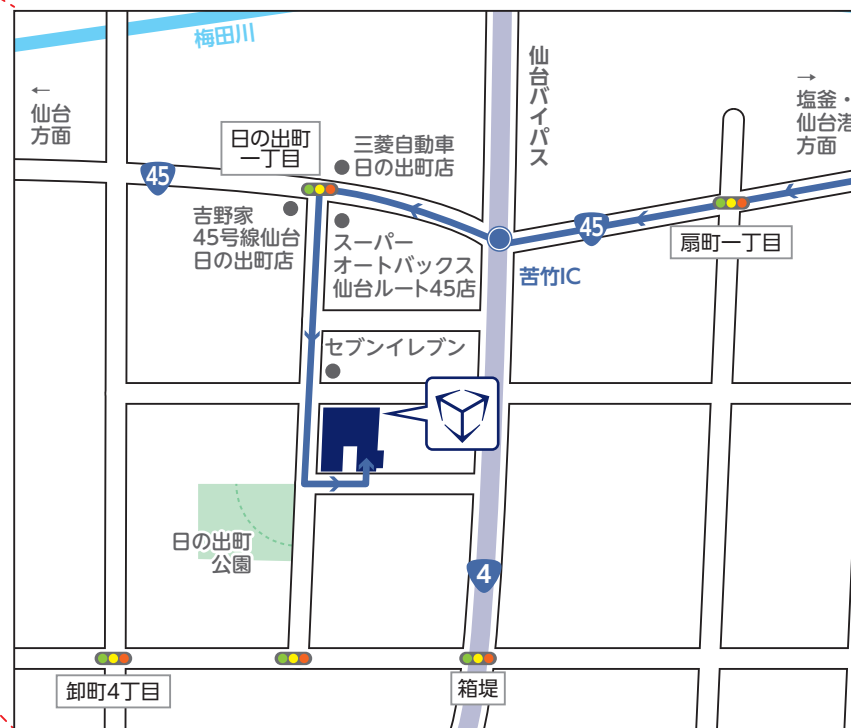 梅田川
仙台バイパス
←
仙台
方面
→
塩釜・
仙台港
方面
日の出町
一丁目
三菱自動車
日の出町店
45
吉野家
45号線仙台
日の出町店
スーパー
オートバックス
仙台ルート45店
45
扇町一丁目
苦竹IC
セブンイレブン
日の出町
公園
4
卸町4丁目
箱堤